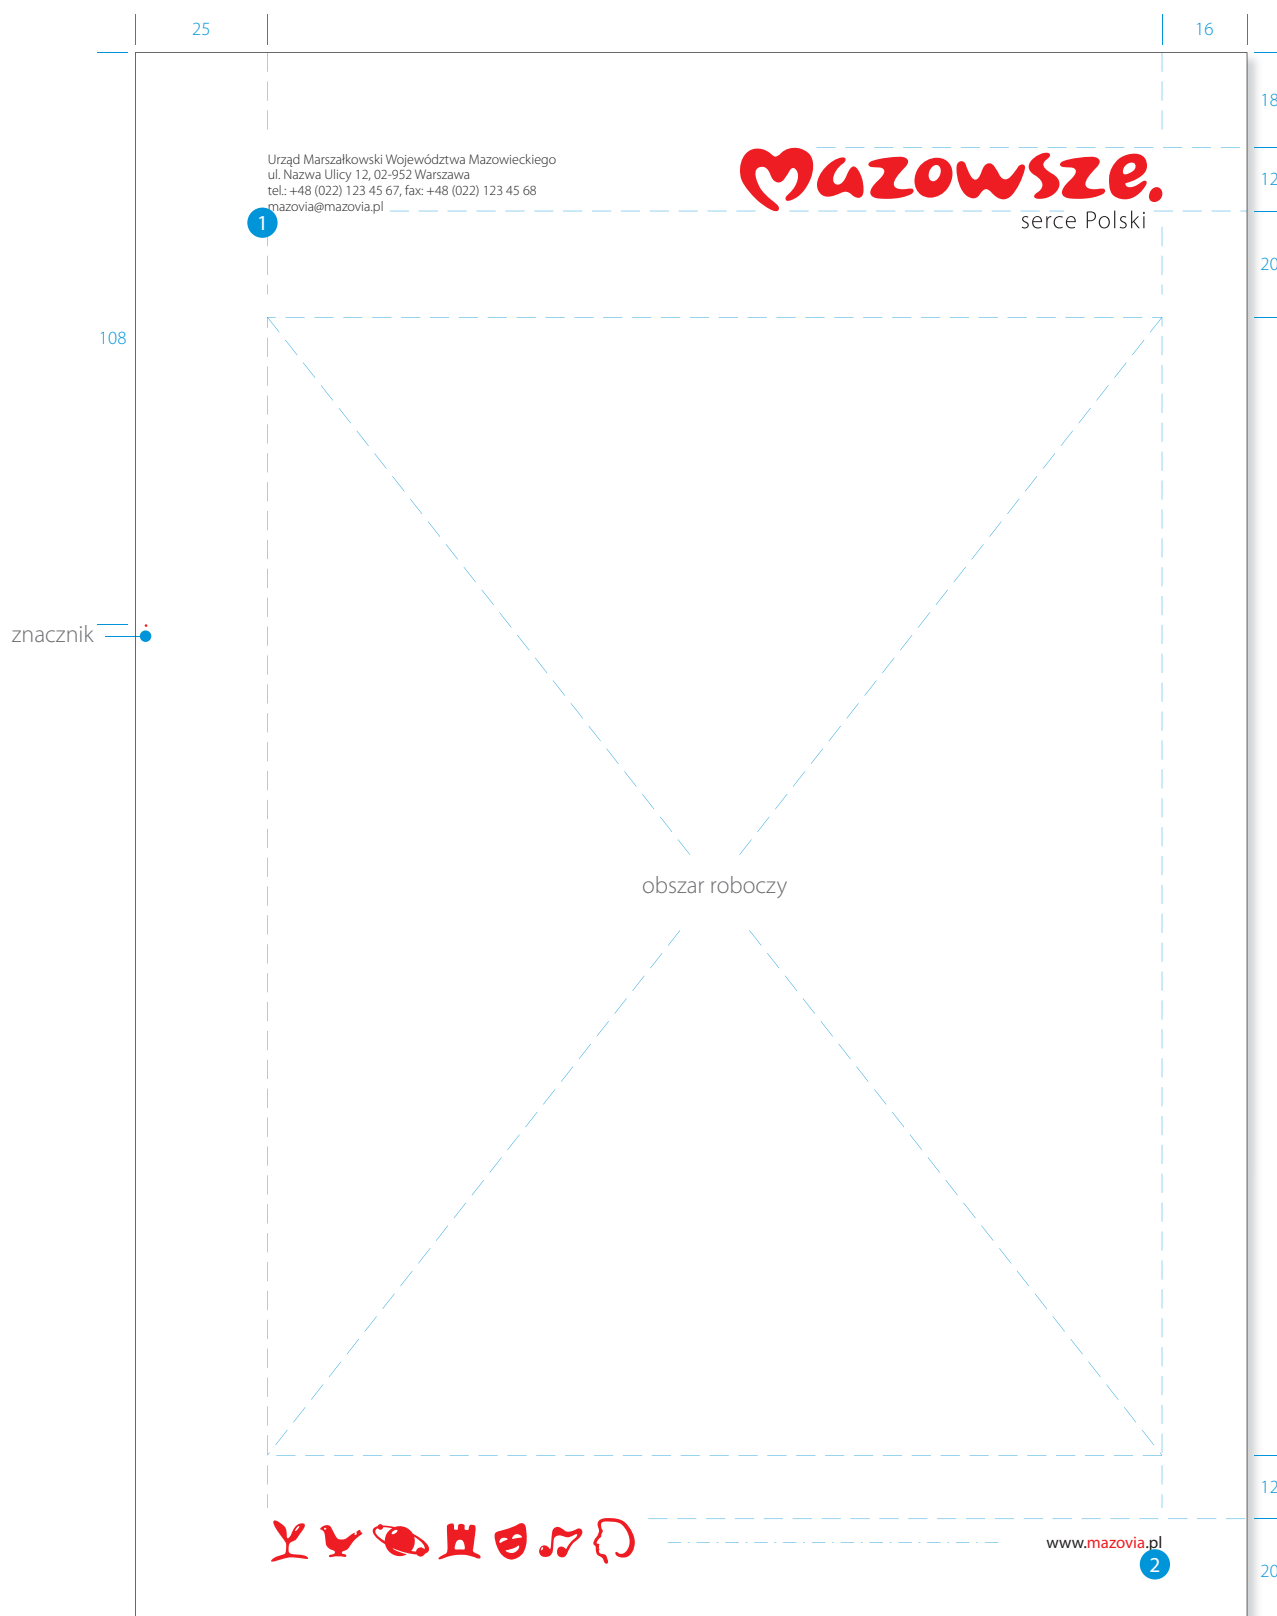 25
16
18
Urząd Marszałkowski Województwa Mazowieckiego
ul. Nazwa Ulicy 12, 02-952 Warszawa
tel.: +48 (022) 123 45 67, fax: +48 (022) 123 45 68
mazovia@mazovia.pl
Mazowsze.
serce Polski
12
1
20
108
znacznik
obszar roboczy
12
www.mazovia.pl
2
20